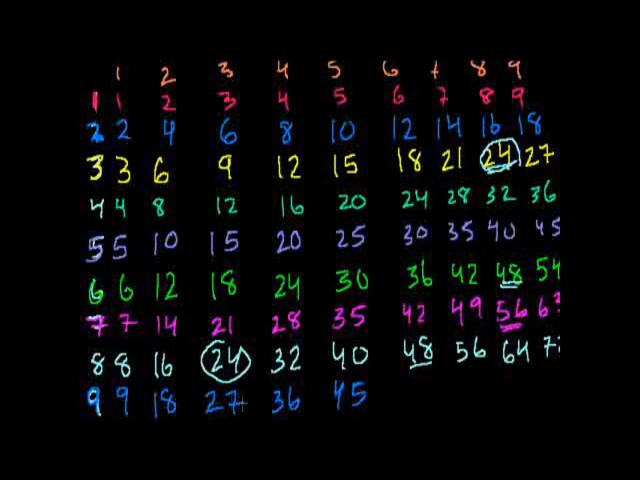 1 2 3 4 5 6 7 8 9
1 1 2 3 4 5 6 7 8 9
2 2 4 6 8 10 12 14 16 18
3 3 6 9 12 15 18 21 24 27
4 4 8 12 16 20 24 28 32 36
5 5 10 15 20 25 30 35 40 45
6 6 12 18 24 30 36 42 48 54
7 7 14 21 28 35 42 49 56 63
8 8 16 24 32 40 48 56 64 7
9 9 18 27 36 45